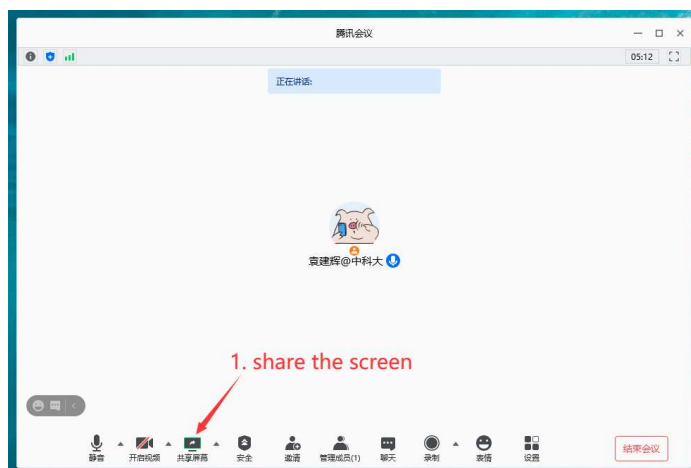 腾讯会议
05:12
正在讲话:
袁建辉@中科大
1. share the screen
静音
开启视频
共享屏幕
安全
邀请
管理成员(1)
聊天
录制
表情
设置
结束会议